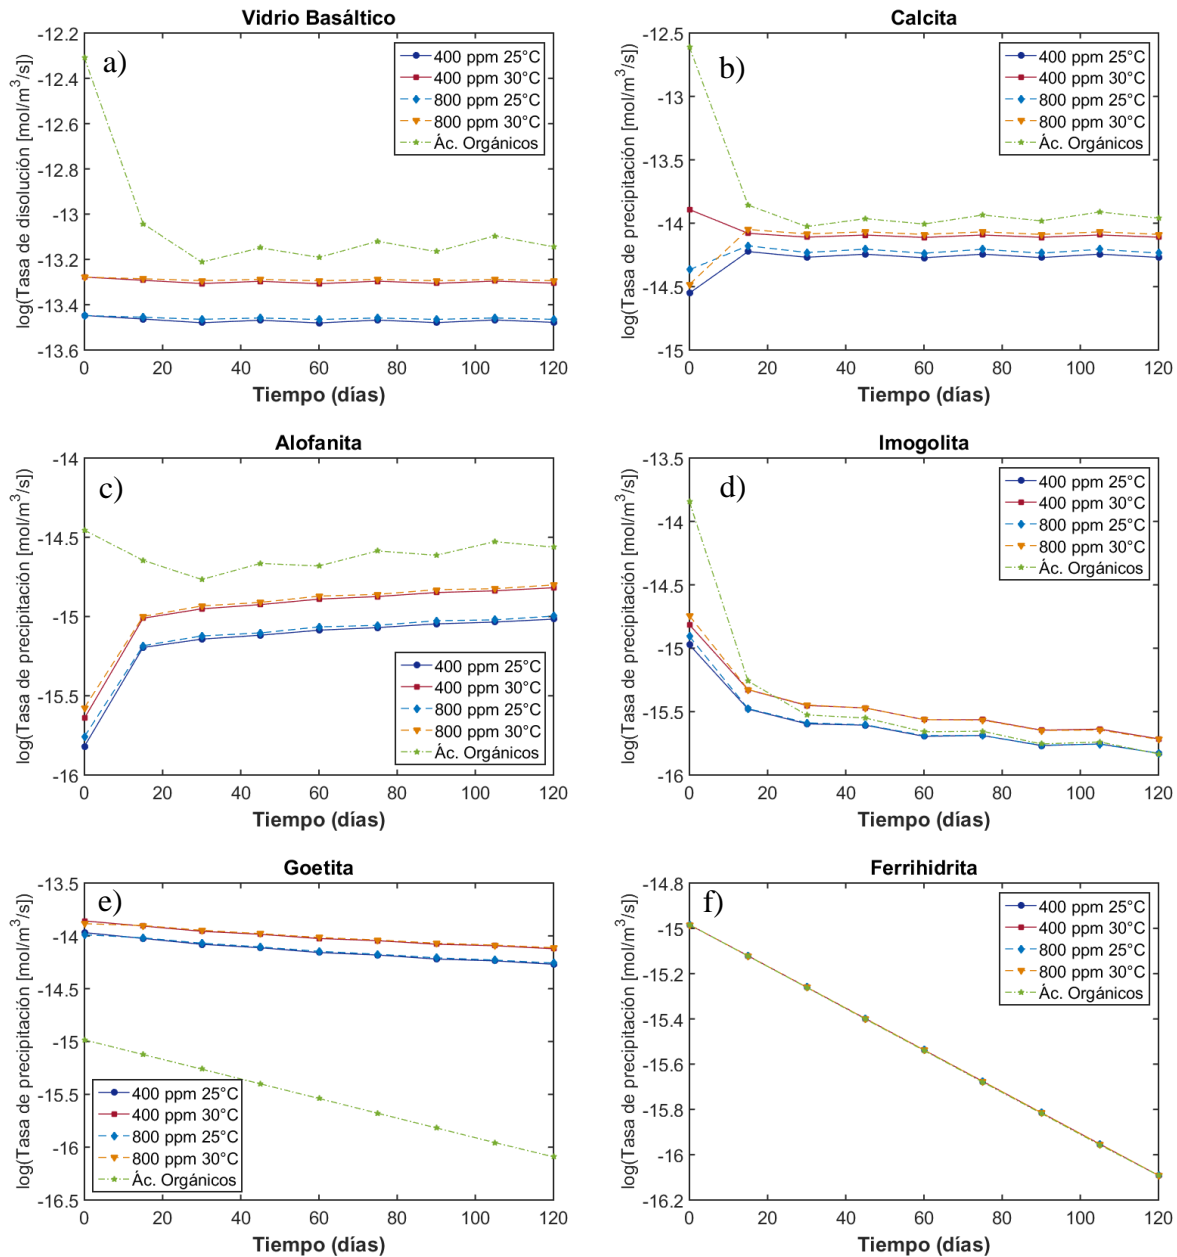 Vidrio Basáltico
a)
log(Tasa de disolución [mol/m³/s])
-12.2
-12.4
-12.6
-12.8
-13
-13.2
-13.4
-13.6
400 ppm 25°C
400 ppm 30°C
800 ppm 25°C
800 ppm 30°C
Ác. Orgánicos
0 20 40 60 80 100 120
Tiempo (días)
Calcita
b)
log(Tasa de precipitación [mol/m³/s])
-12.5
-13
-13.5
-14
-14.5
-15
400 ppm 25°C
400 ppm 30°C
800 ppm 25°C
800 ppm 30°C
Ác. Orgánicos
0 20 40 60 80 100 120
Tiempo (días)
Alofanita
c)
log(Tasa de precipitación [mol/m³/s])
-14
-14.5
-15
-15.5
-16
400 ppm 25°C
400 ppm 30°C
800 ppm 25°C
800 ppm 30°C
Ác. Orgánicos
0 20 40 60 80 100 120
Tiempo (días)
Imogolita
d)
log(Tasa de precipitación [mol/m³/s])
-13.5
-14
-14.5
-15
-15.5
-16
400 ppm 25°C
400 ppm 30°C
800 ppm 25°C
800 ppm 30°C
Ác. Orgánicos
0 20 40 60 80 100 120
Tiempo (días)
Goetita
e)
log(Tasa de precipitación [mol/m³/s])
-13.5
-14
-14.5
-15
-15.5
-16
-16.5
400 ppm 25°C
400 ppm 30°C
800 ppm 25°C
800 ppm 30°C
Ác. Orgánicos
0 20 40 60 80 100 120
Tiempo (días)
Ferrihidrita
f)
log(Tasa de precipitación [mol/m³/s])
-14.8
-15
-15.2
-15.4
-15.6
-15.8
-16
-16.2
400 ppm 25°C
400 ppm 30°C
800 ppm 25°C
800 ppm 30°C
Ác. Orgánicos
0 20 40 60 80 100 120
Tiempo (días)